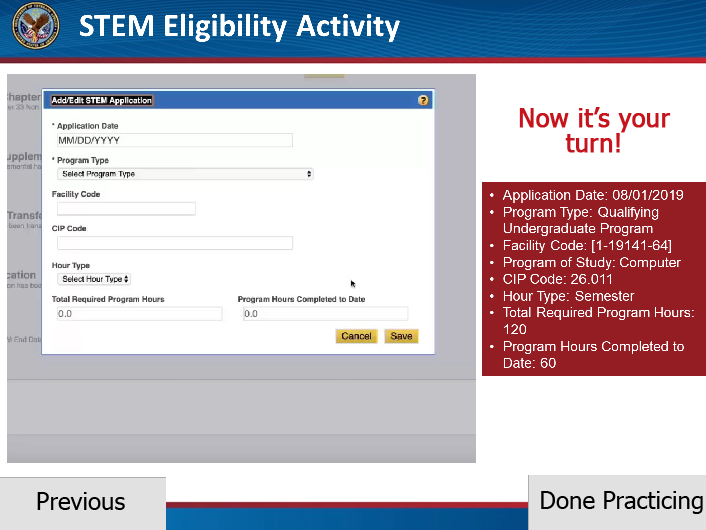 STEM Eligibility Activity
Add/Edit STEM Application
?
* Application Date
MM/DD/YYYY
* Program Type
Select Program Type
Facility Code
CIP Code
Hour Type
Select Hour Type
Total Required Program Hours
Program Hours Completed to Date
0.0
0.0
Cancel
Save
Now it's your
turn!
• Application Date: 08/01/2019
• Program Type: Qualifying
Undergraduate Program
• Facility Code: [1-19141-64]
• Program of Study: Computer
• CIP Code: 26.011
• Hour Type: Semester
• Total Required Program Hours:
120
• Program Hours Completed to
Date: 60
Previous
Done Practicing